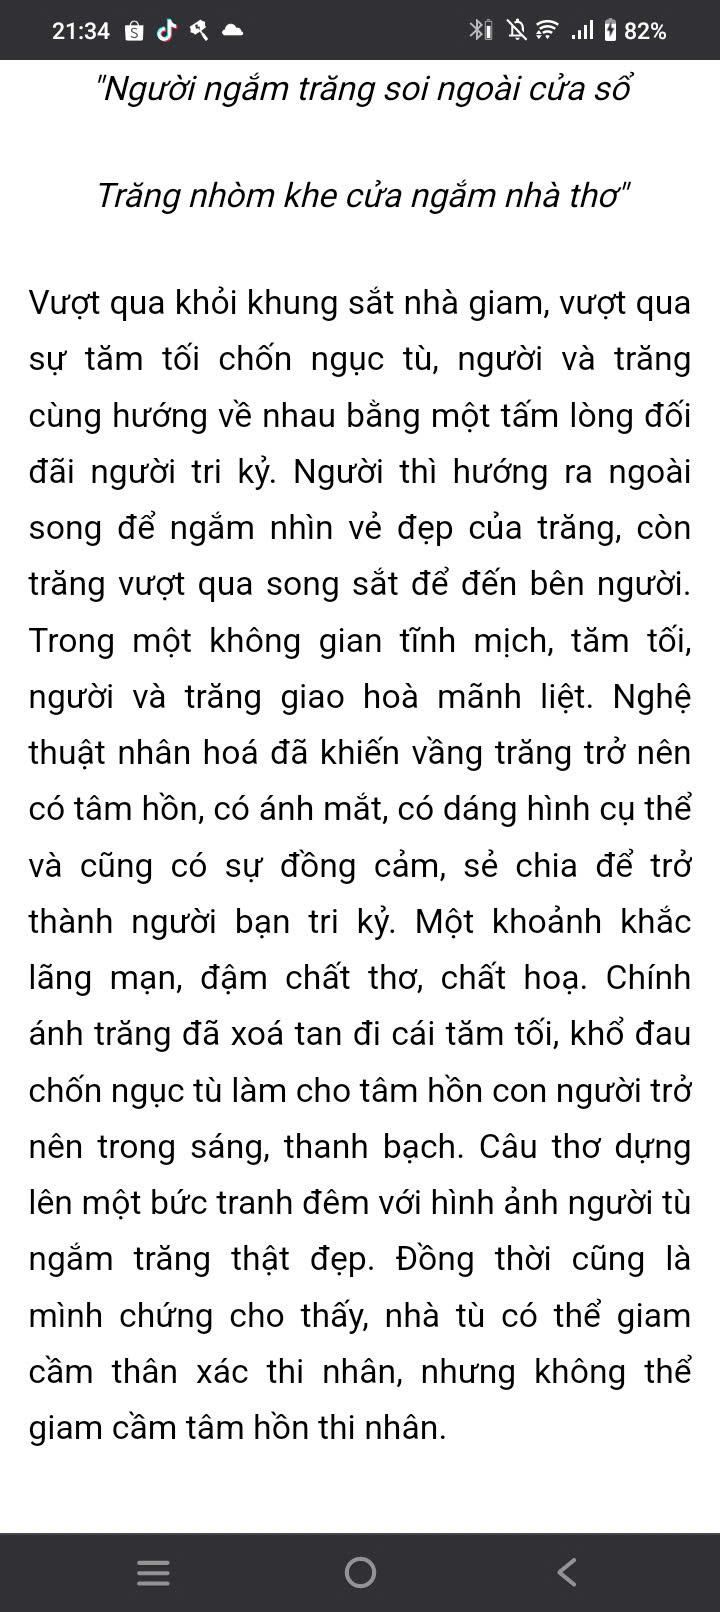 21:34
82%
"Người ngắm trăng soi ngoài cửa sổ
Trăng nhòm khe cửa ngắm nhà thơ"
Vượt qua khỏi khung sắt nhà giam, vượt qua
sự tăm tối chốn ngục tù, người và trăng
cùng hướng về nhau bằng một tấm lòng đối
đãi người tri kỷ. Người thì hướng ra ngoài
song để ngắm nhìn vẻ đẹp của trăng, còn
trăng vượt qua song sắt để đến bên người.
Trong một không gian tĩnh mịch, tăm tối,
người và trăng giao hoà mãnh liệt. Nghệ
thuật nhân hoá đã khiến vầng trăng trở nên
có tâm hồn, có ánh mắt, có dáng hình cụ thể
và cũng có sự đồng cảm, sẻ chia để trở
thành người bạn tri kỷ. Một khoảnh khắc
lãng mạn, đậm chất thơ, chất hoạ. Chính
ánh trăng đã xoá tan đi cái tăm tối, khổ đau
chốn ngục tù làm cho tâm hồn con người trở
nên trong sáng, thanh bạch. Câu thơ dựng
lên một bức tranh đêm với hình ảnh người tù
ngắm trăng thật đẹp. Đồng thời cũng là
mình chứng cho thấy, nhà tù có thể giam
cầm thân xác thi nhân, nhưng không thể
giam cầm tâm hồn thi nhân.